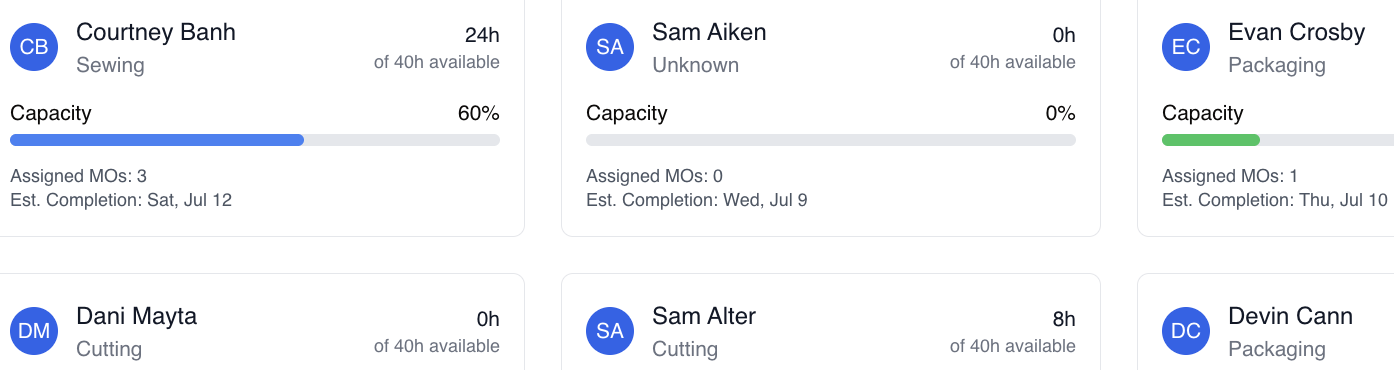 CB
Courtney Banh
24h
Sewing
of 40h available
Capacity
60%
Assigned MOs: 3
Est. Completion: Sat, Jul 12
SA
Sam Aiken
0h
Unknown
of 40h available
Capacity
0%
Assigned MOs: 0
Est. Completion: Wed, Jul 9
EC
Evan Crosby
Packaging
Capacity
Assigned MOs: 1
Est. Completion: Thu, Jul 10
DM
Dani Mayta
0h
Cutting
of 40h available
SA
Sam Alter
8h
Cutting
of 40h available
DC
Devin Cann
Packaging